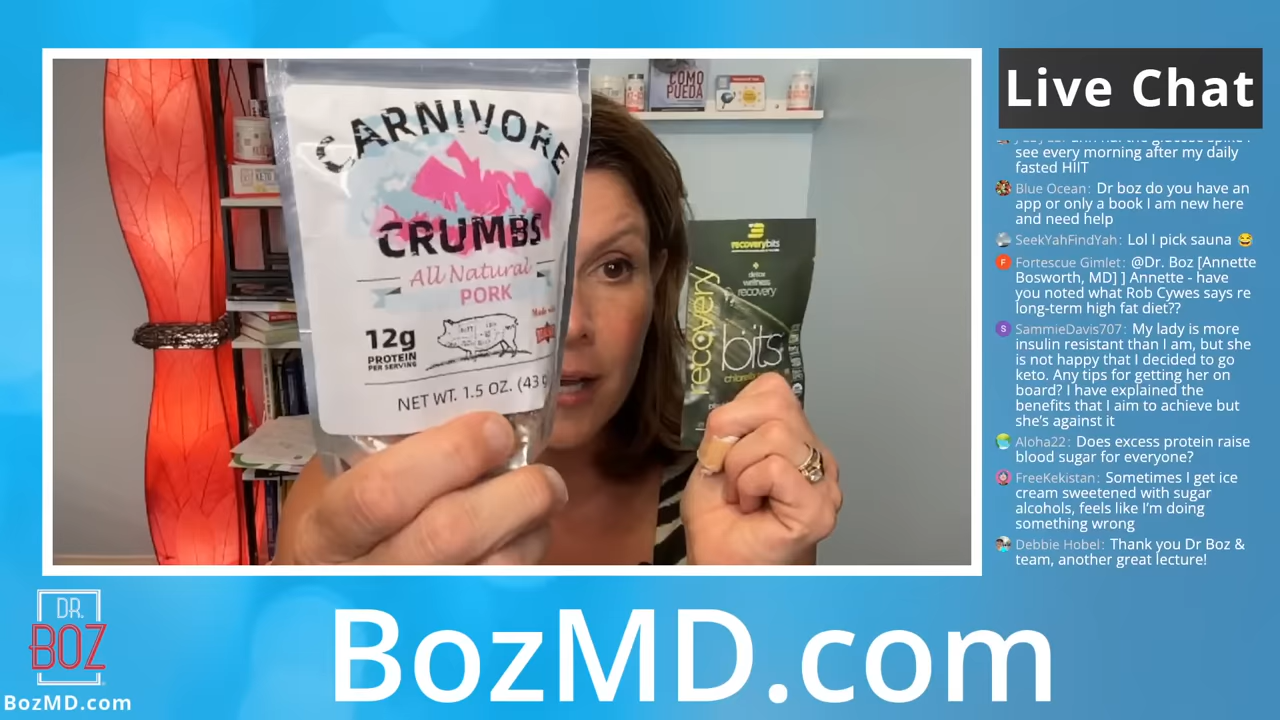 CARNIVORE
CRUMBS
All Natural
PORK
12g
PROTEIN
PER SERVING
Made
NET WT. 1.5 OZ. (43
COMO
PUEDA
recoverybits
detox
wellness
recovery
recovery
bits
Live Chat
see every morning after my daily
fasted HIIT
Blue Ocean: Dr boz do you have an
app or only a book I am new here
and need help
SeekYahFindYah: Lol I pick sauna 😅
Fortescue Gimlet: @Dr. Boz [Annette
Bosworth, MD] ] Annette - have
you noted what Rob Cywes says re
long-term high fat diet??
SammieDavis707: My lady is more
insulin resistant than I am, but she
is not happy that I decided to go
keto. Any tips for getting her on
board? I have explained the
benefits that I aim to achieve but
she's against it
Aloha22: Does excess protein raise
blood sugar for everyone?
FreeKekistan: Sometimes I get ice
cream sweetened with sugar
alcohols, feels like I'm doing
something wrong
Debbie Hobel: Thank you Dr Boz &
team, another great lecture!
DR.
BOZ
BozMD.com
BozMD.com